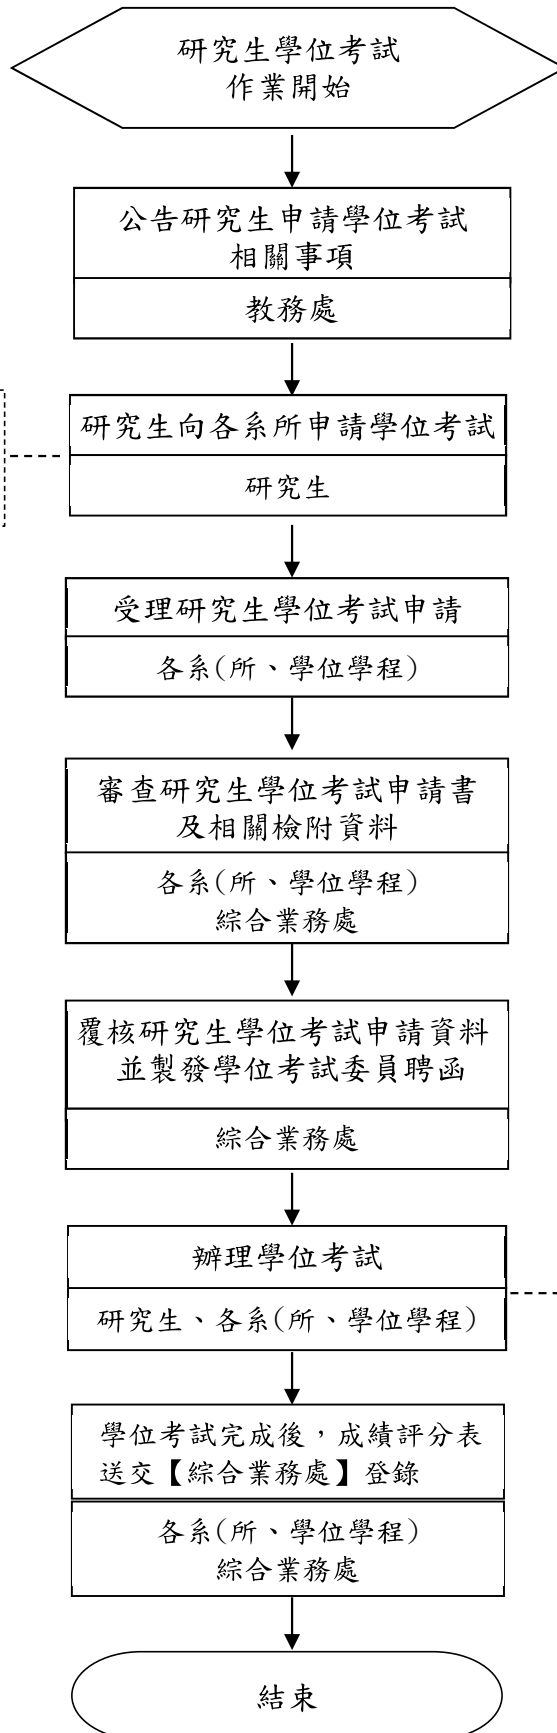 研究生學位考試
作業開始
公告研究生申請學位考試
相關事項
教務處
研究生向各系所申請學位考試
研究生
受理研究生學位考試申請
各系(所、學位學程)
審查研究生學位考試申請書
及相關檢附資料
各系(所、學位學程)
綜合業務處
覆核研究生學位考試申請資料
並製發學位考試委員聘函
綜合業務處
辦理學位考試
研究生、各系(所、學位學程)
學位考試完成後，成績評分表
送交【綜合業務處】登錄
各系(所、學位學程)
綜合業務處
結束